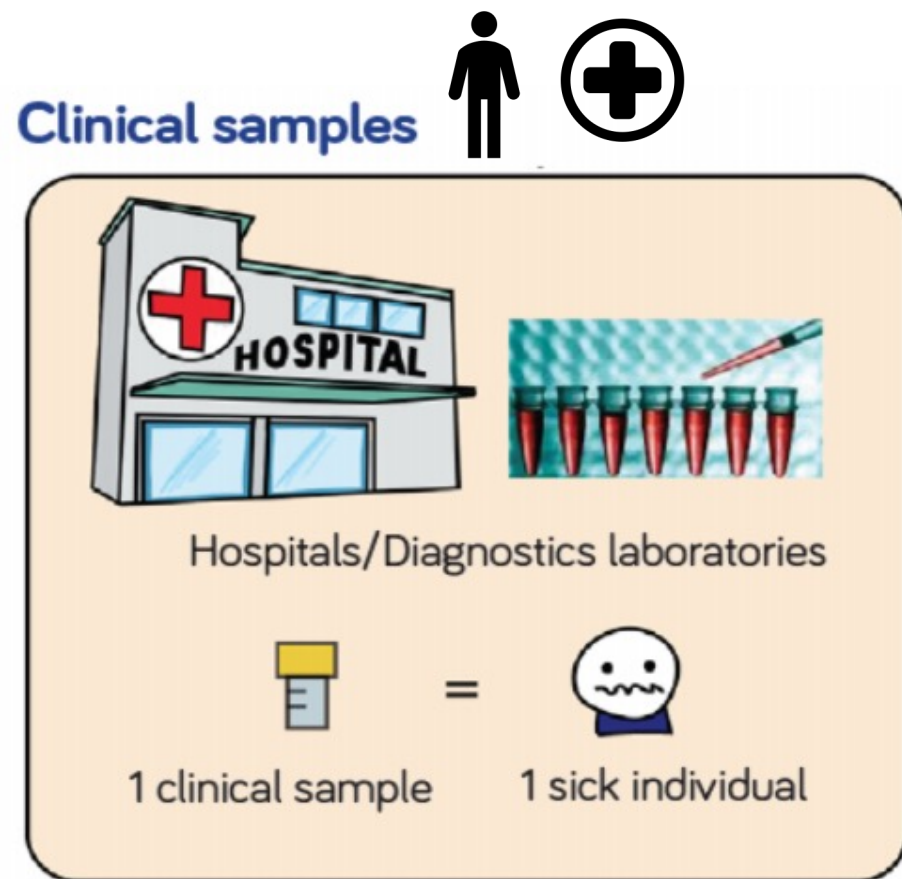 Clinical samples
HOSPITAL
Hospitals/Diagnostics laboratories
=
1 clinical sample
1 sick individual